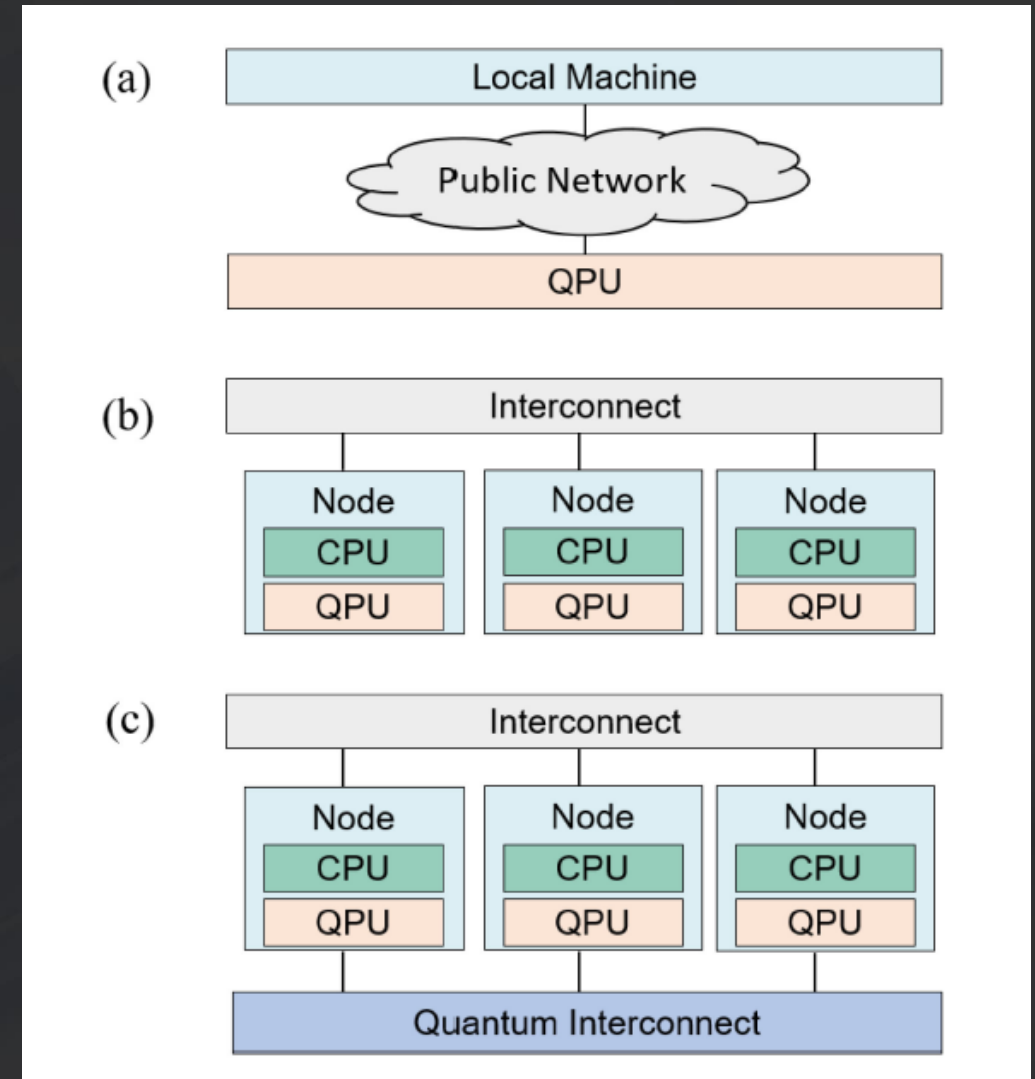 (a)
Local Machine
Public Network
QPU
(b)
Interconnect
Node Node Node
CPU CPU CPU
QPU QPU QPU
(c)
Interconnect
Node Node Node
CPU CPU CPU
QPU QPU QPU
Quantum Interconnect